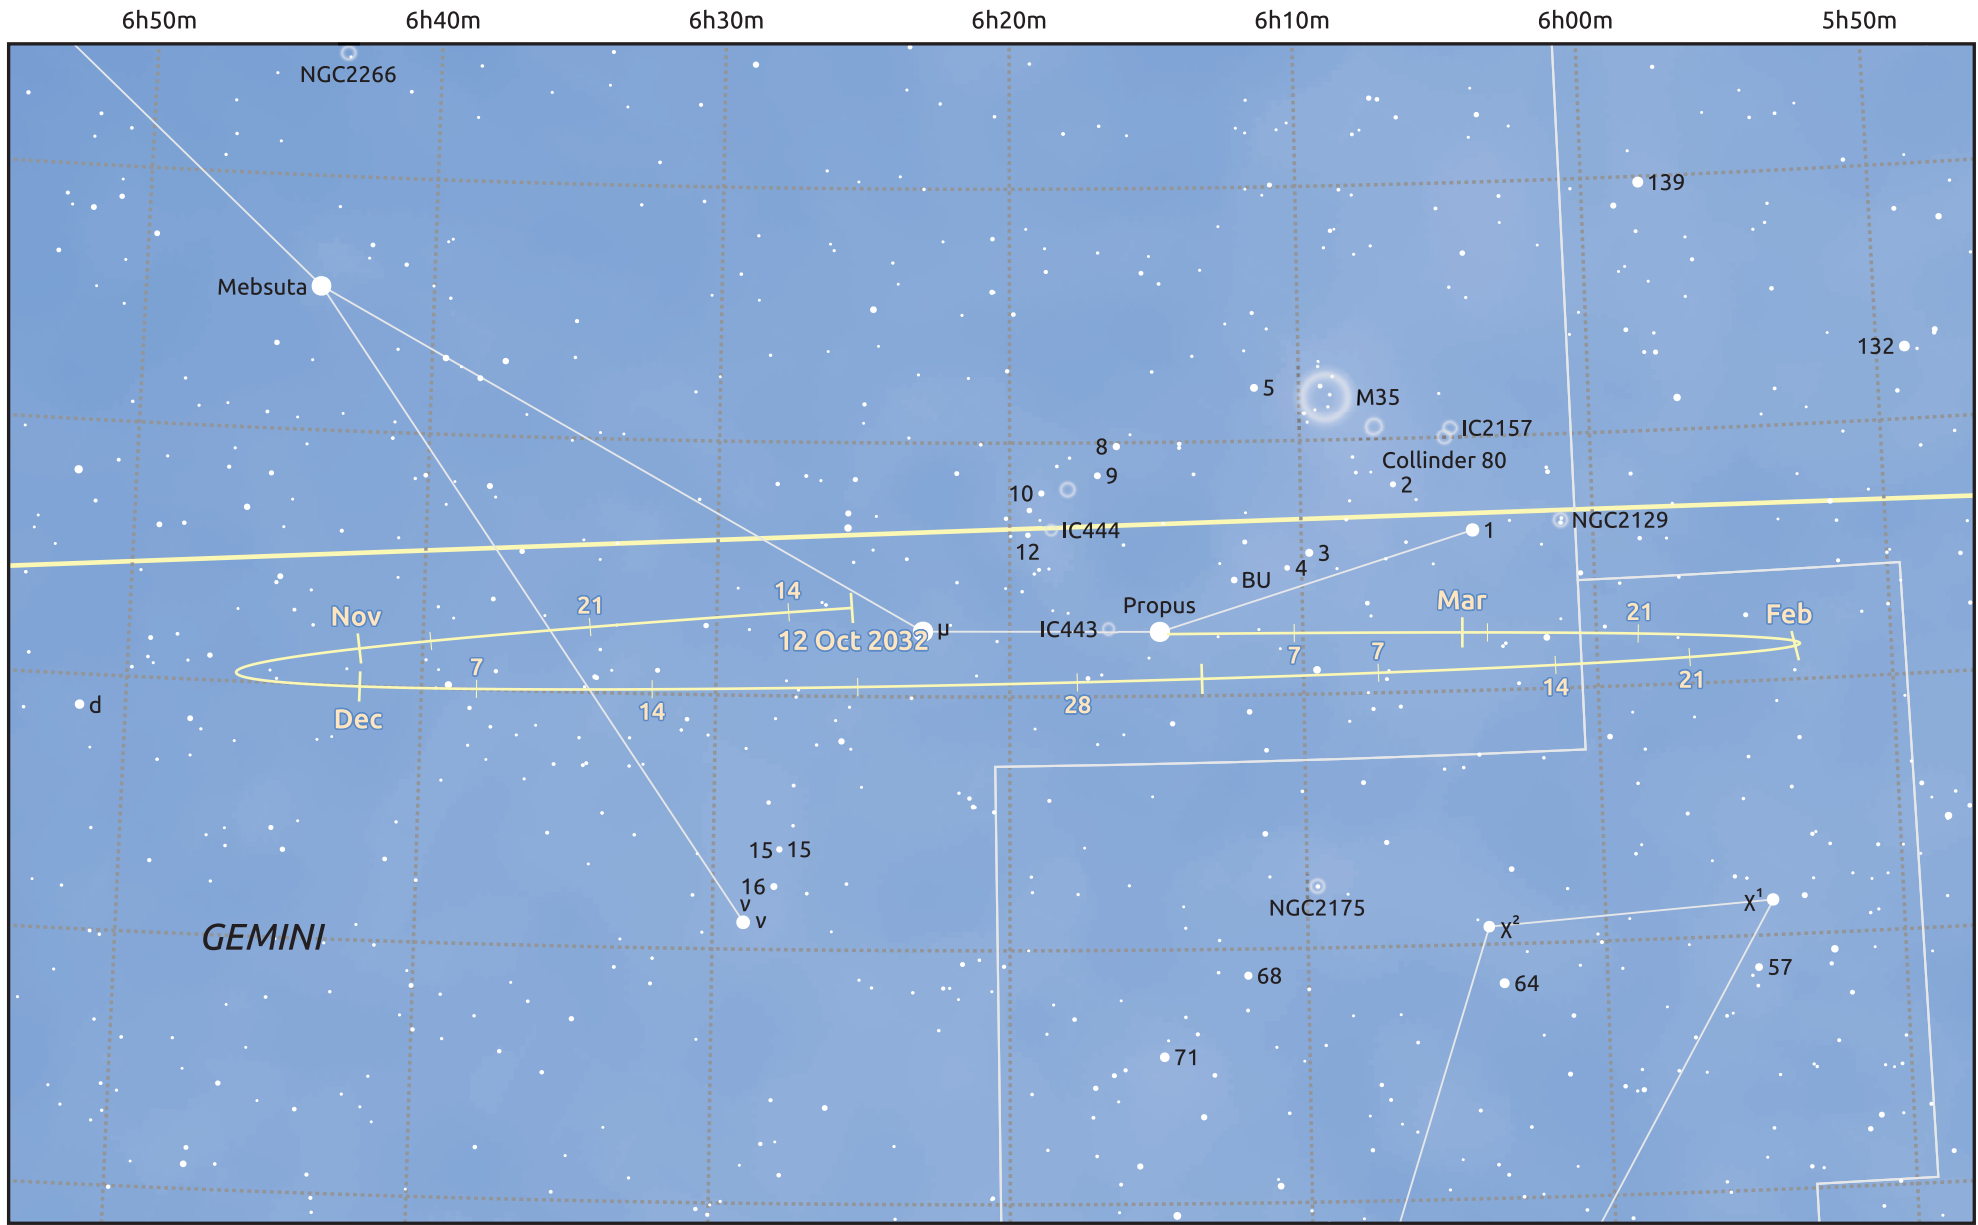 6h50m 6h40m 6h30m 6h20m 6h10m 6h00m 5h50m
NGC2266
139
Mebsuta
132
5
M35
IC2157
8
Collinder 80
9
2
10
NGC2129
IC444
1
12
3
4
BU
14
21
Propus
Mar
Nov
21
Feb
μ
IC443
12 Oct 2032
7
7
7
14
21
d
14
28
Dec
15
15
16
ν
ν
χ¹
NGC2175
χ²
GEMINI
57
68
64
71